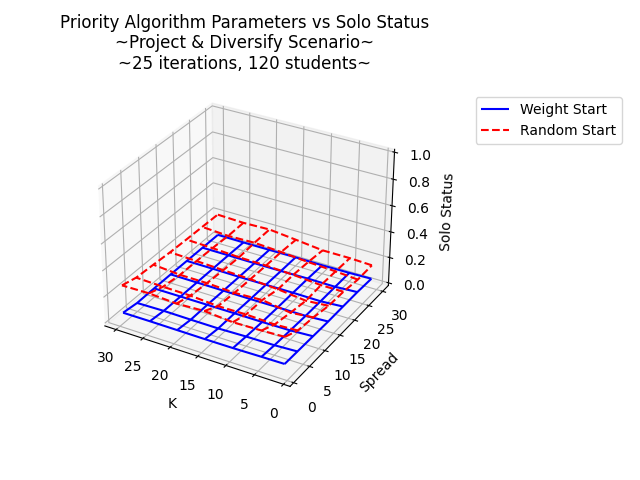 Priority Algorithm Parameters vs Solo Status
~Project & Diversify Scenario~
~25 iterations, 120 students~
Weight Start
Random Start
1.0
0.8
0.6
0.4
0.2
0.0
Solo Status
30
25
20
15
10
5
0
K
30
25
20
15
10
5
0
Spread